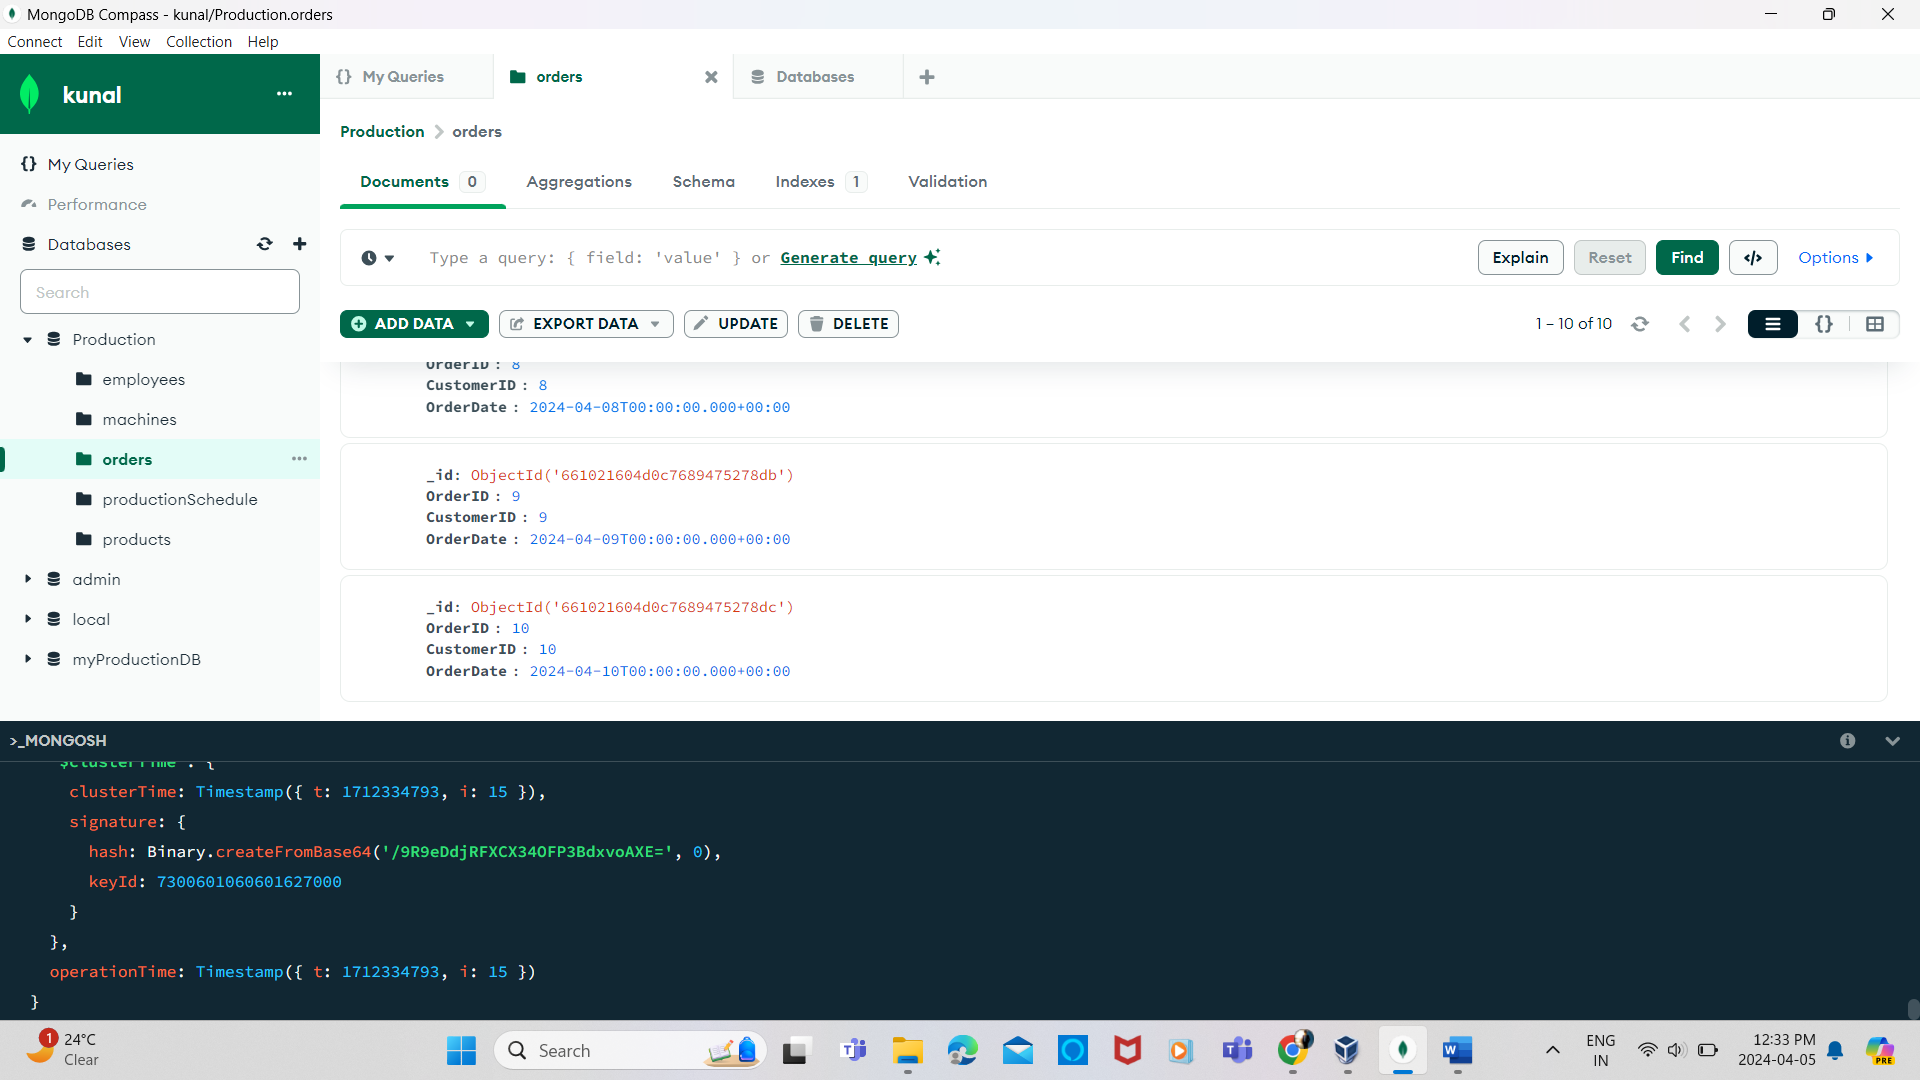 MongoDB Compass - kunal/Production.orders
Connect Edit View Collection Help
kunal
My Queries
orders
Databases
Production > orders
My Queries
Performance
Databases
Search
Production
employees
machines
orders
productionSchedule
products
admin
local
myProductionDB
Documents 0
Aggregations
Schema
Indexes 1
Validation
Type a query: { field: 'value' } or Generate query
Explain
Reset
Find
</>
Options
ADD DATA
EXPORT DATA
UPDATE
DELETE
1 – 10 of 10
{}
OrderID : 8
CustomerID : 8
OrderDate : 2024-04-08T00:00:00.000+00:00
_id: ObjectId('661021604d0c7689475278db')
OrderID : 9
CustomerID : 9
OrderDate : 2024-04-09T00:00:00.000+00:00
_id: ObjectId('661021604d0c7689475278dc')
OrderID : 10
CustomerID : 10
OrderDate : 2024-04-10T00:00:00.000+00:00
>_MONGOSH
'$clusterTime' : {
clusterTime: Timestamp({ t: 1712334793, i: 15 }),
signature: {
hash: Binary.createFromBase64('/9R9eDdjRFXCX34OFP3BdxvoAXE=', 0),
keyId: 7300601060601627000
}
},
operationTime: Timestamp({ t: 1712334793, i: 15 })
}
1
24°C
Clear
Search
ENG
IN
12:33 PM
2024-04-05
PRE